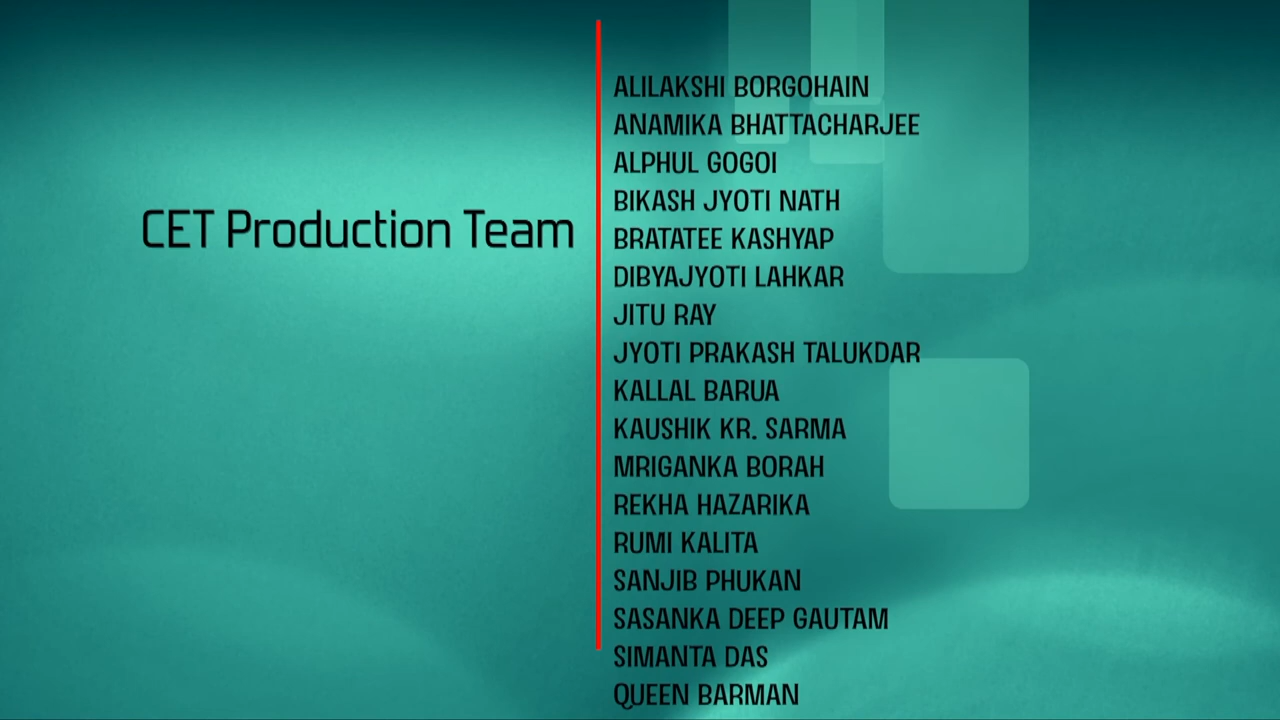 CET Production Team
ALILAKSHI BORGOHAIN
ANAMIKA BHATTACHARJEE
ALPHUL GOGOI
BIKASH JYOTI NATH
BRATATEE KASHYAP
DIBYAJYOTI LAHKAR
JITU RAY
JYOTI PRAKASH TALUKDAR
KALLAL BARUA
KAUSHIK KR. SARMA
MRIGANKA BORAH
REKHA HAZARIKA
RUMI KALITA
SANJIB PHUKAN
SASANKA DEEP GAUTAM
SIMANTA DAS
QUEEN BARMAN